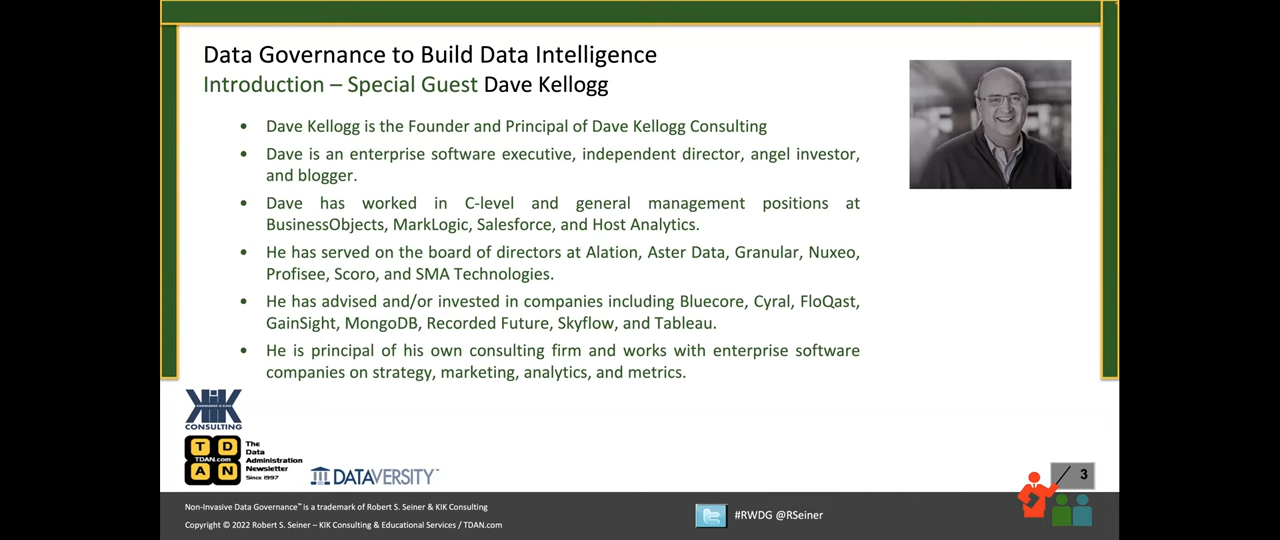 Data Governance to Build Data Intelligence
Introduction – Special Guest Dave Kellogg
• Dave Kellogg is the Founder and Principal of Dave Kellogg Consulting
• Dave is an enterprise software executive, independent director, angel investor,
and blogger.
• Dave has worked in C-level and general management positions at
BusinessObjects, MarkLogic, Salesforce, and Host Analytics.
• He has served on the board of directors at Alation, Aster Data, Granular, Nuxeo,
Profisee, Scoro, and SMA Technologies.
• He has advised and/or invested in companies including Bluecore, Cyral, FloQast,
GainSight, MongoDB, Recorded Future, Skyflow, and Tableau.
• He is principal of his own consulting firm and works with enterprise software
companies on strategy, marketing, analytics, and metrics.
KIK
CONSULTING
T D
TDAN.com
A N
The
Data
Administration
Newsletter
Since 1997
DATAVERSITY™
3
Non-Invasive Data Governance™ is a trademark of Robert S. Seiner & KIK Consulting
Copyright © 2022 Robert S. Seiner – KIK Consulting & Educational Services / TDAN.com
#RWDG @RSeiner